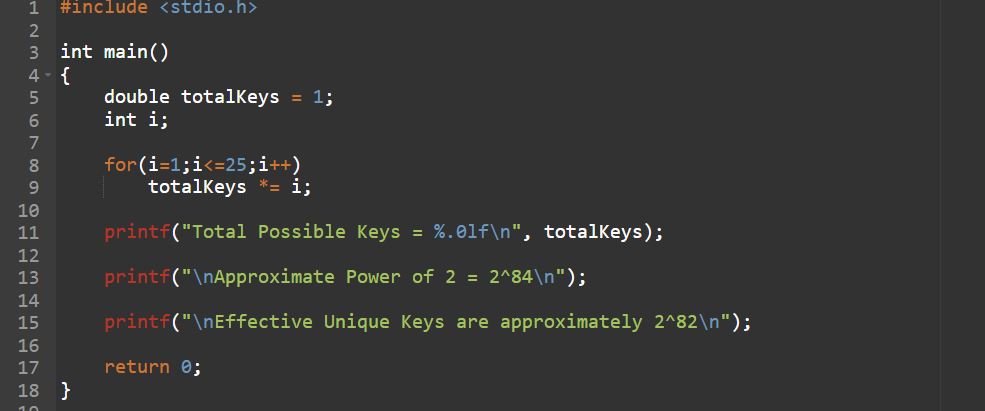 1 #include <stdio.h>
2
3 int main()
4 {
5     double totalKeys = 1;
6     int i;
7
8     for(i=1;i<=25;i++)
9         totalKeys *= i;
10
11     printf("Total Possible Keys = %.0lf\n", totalKeys);
12
13     printf("\nApproximate Power of 2 = 2^84\n");
14
15     printf("\nEffective Unique Keys are approximately 2^82\n");
16
17     return 0;
18 }